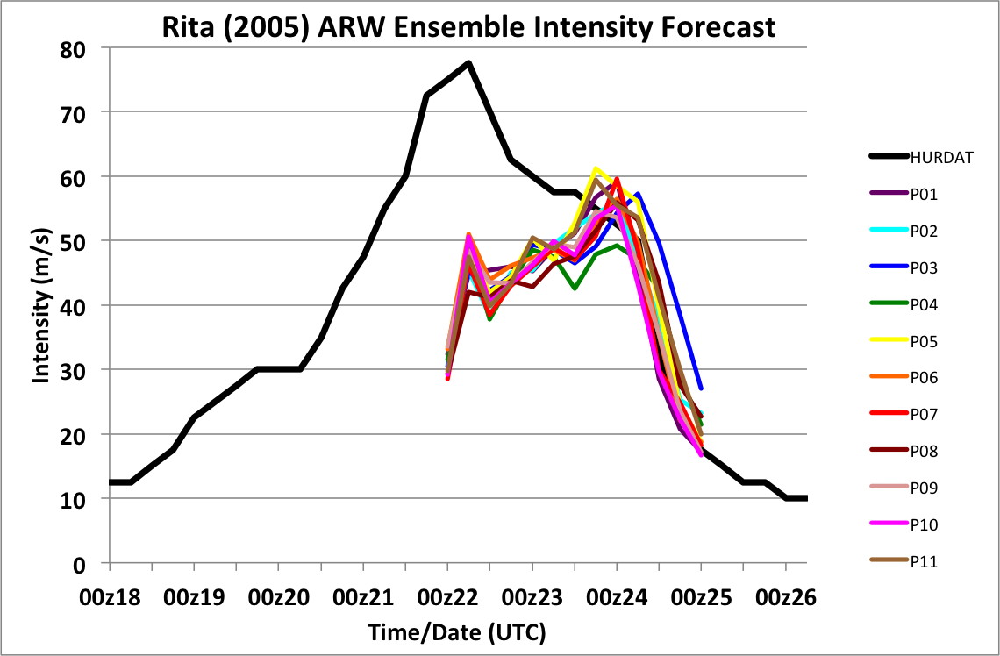 Rita (2005) ARW Ensemble Intensity Forecast
80
70
60
50
40
30
20
10
0
Intensity (m/s)
00z18 00z19 00z20 00z21 00z22 00z23 00z24 00z25 00z26
Time/Date (UTC)
HURDAT
P01
P02
P03
P04
P05
P06
P07
P08
P09
P10
P11